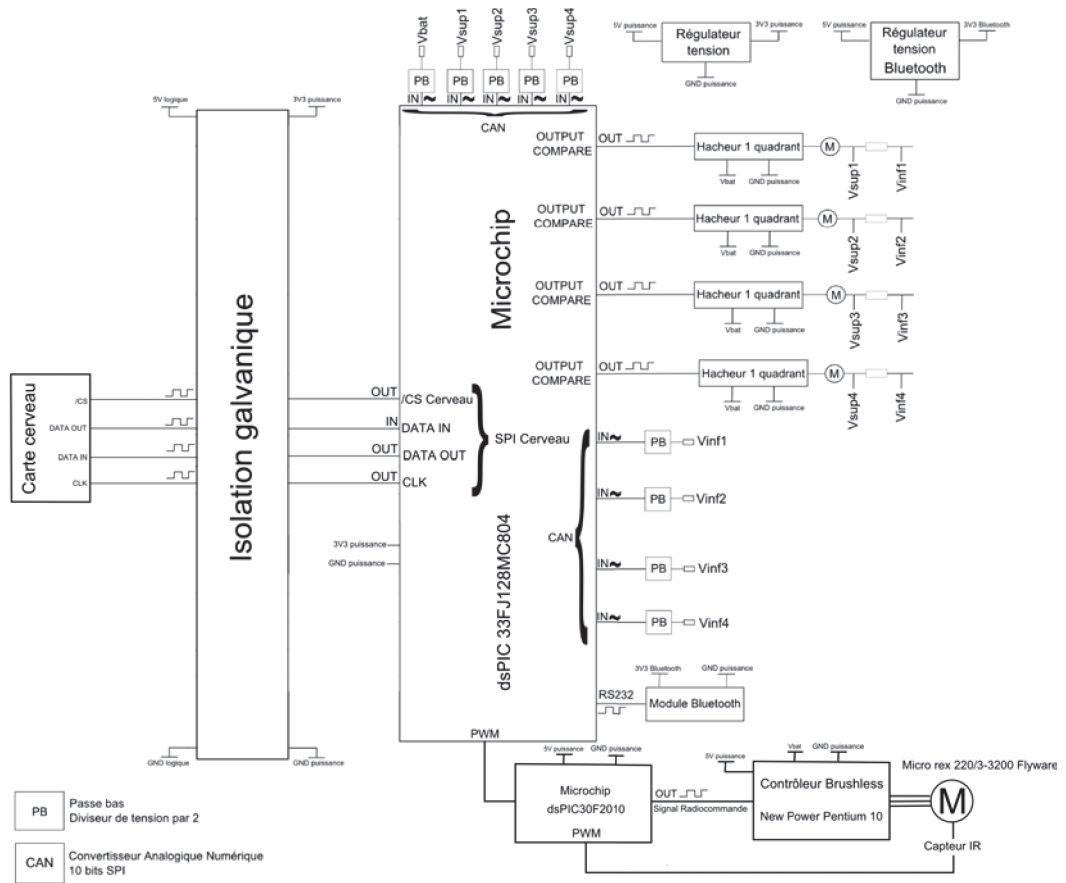 Vbat
Vsup1
Vsup2
Vsup3
Vsup4
PB PB PB PB PB
IN IN IN IN IN
CAN
5V puissance
3V3 puissance
Régulateur
tension
GND puissance
5V puissance
3V3 Bluetooth
Régulateur
tension
Bluetooth
GND puissance
5V logique
3V3 puissance
Isolation galvanique
GND logique
GND puissance
Carte cerveau
/CS
DATA OUT
DATA IN
CLK
OUT
/CS Cerveau
IN
DATA IN
OUT
DATA OUT
OUT
CLK
SPI Cerveau
3V3 puissance
GND puissance
Microchip
dsPIC 33FJ128MC804
OUTPUT
COMPARE
OUT
Hacheur 1 quadrant
Vbat
GND puissance
M
Vsup1
Vinf1
OUTPUT
COMPARE
OUT
Hacheur 1 quadrant
Vbat
GND puissance
M
Vsup2
Vinf2
OUTPUT
COMPARE
OUT
Hacheur 1 quadrant
Vbat
GND puissance
M
Vsup3
Vinf3
OUTPUT
COMPARE
OUT
Hacheur 1 quadrant
Vbat
GND puissance
M
Vsup4
Vinf4
CAN
IN PB Vinf1
IN PB Vinf2
IN PB Vinf3
IN PB Vinf4
RS232
3V3 Bluetooth
GND puissance
Module Bluetooth
PWM
5V puissance
GND puissance
Microchip
dsPIC30F2010
PWM
OUT
Signal Radiocommande
5V puissance
Vbat
GND puissance
Contrôleur Brushless
New Power Pentium 10
Micro rex 220/3-3200 Flyware
M
Capteur IR
PB
Passe bas
Diviseur de tension par 2
CAN
Convertisseur Analogique Numérique
10 bits SPI